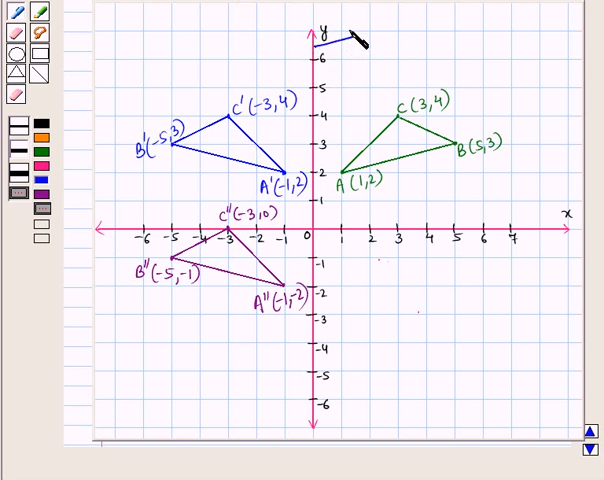 y
6
5
C'(-3,4) 4 C(3,4)
B'(-5,3) 3 B(5,3)
A'(-1,2) 2 A(1,2)
1
C"(-3,0) x
-6 -5 -4 -3 -2 -1 0 1 2 3 4 5 6 7
B"(-5,-1) -1
A"(-1,-2) -2
-3
-4
-5
-6